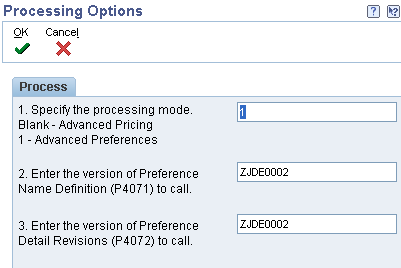 Processing Options
OK Cancel
Process
1. Specify the processing mode.
Blank - Advanced Pricing
1 - Advanced Preferences
1
2. Enter the version of Preference
Name Definition (P4071) to call.
ZJDE0002
3. Enter the version of Preference
Detail Revisions (P4072) to call.
ZJDE0002